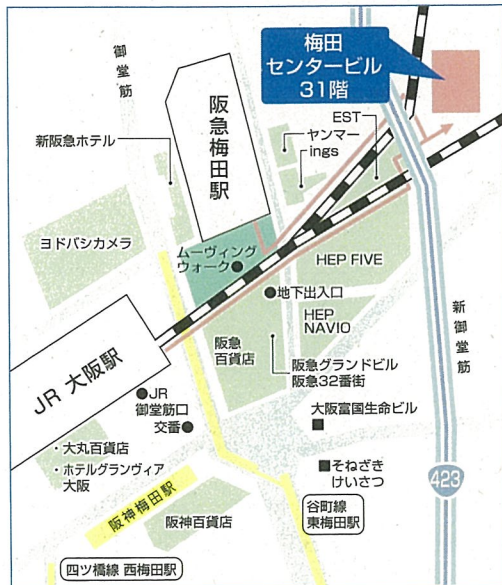 御堂筋
梅田
センタービル
31階
阪急梅田駅
EST
ヤンマー
ings
新阪急ホテル
ヨドバシカメラ
ムーヴィング
ウォーク
HEP FIVE
地下出入口
HEP
NAVIO
新御堂筋
JR 大阪駅
阪急
百貨店
阪急グランドビル
阪急32番街
JR
御堂筋口
交番
大阪富国生命ビル
・大丸百貨店
・ホテルグランヴィア
大阪
そねざき
けいさつ
423
阪神梅田駅
阪神百貨店
谷町線
東梅田駅
四ツ橋線 西梅田駅